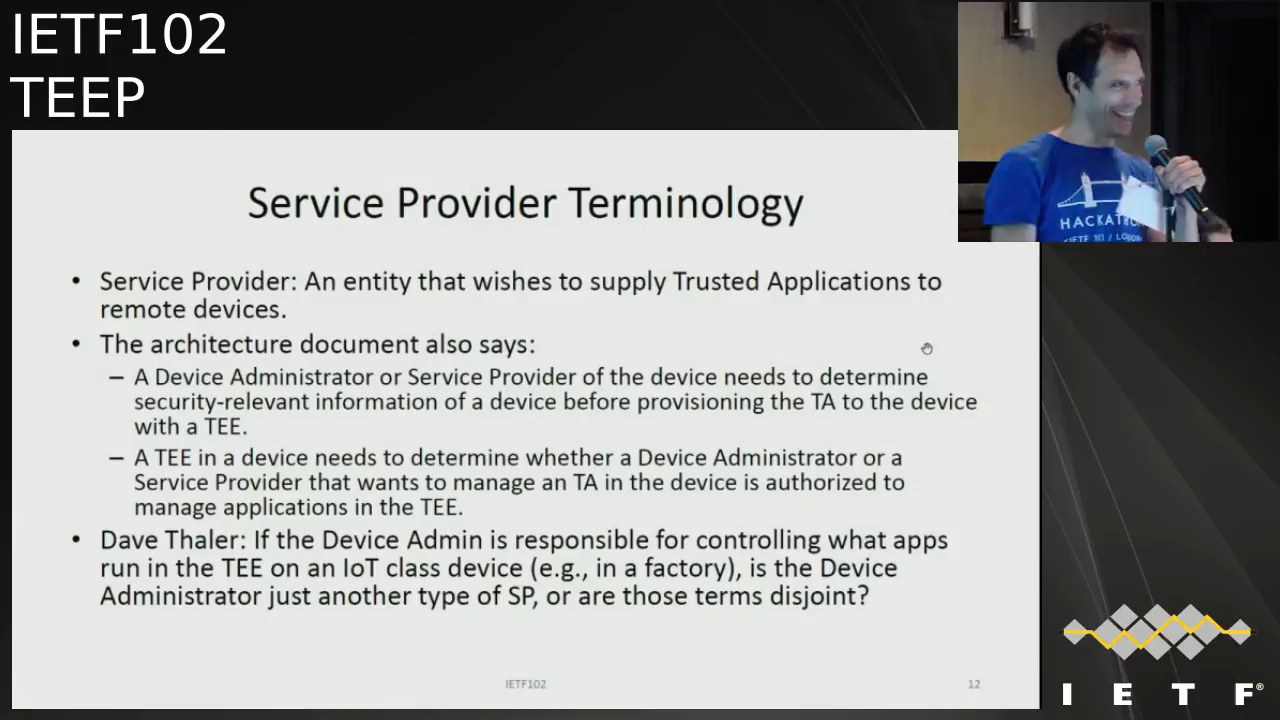 IETF102
TEEP
Service Provider Terminology
• Service Provider: An entity that wishes to supply Trusted Applications to
remote devices.
• The architecture document also says:
– A Device Administrator or Service Provider of the device needs to determine
security-relevant information of a device before provisioning the TA to the device
with a TEE.
– A TEE in a device needs to determine whether a Device Administrator or a
Service Provider that wants to manage an TA in the device is authorized to
manage applications in the TEE.
• Dave Thaler: If the Device Admin is responsible for controlling what apps
run in the TEE on an IoT class device (e.g., in a factory), is the Device
Administrator just another type of SP, or are those terms disjoint?
IETF102
12
IETF 101 /
I E T F®